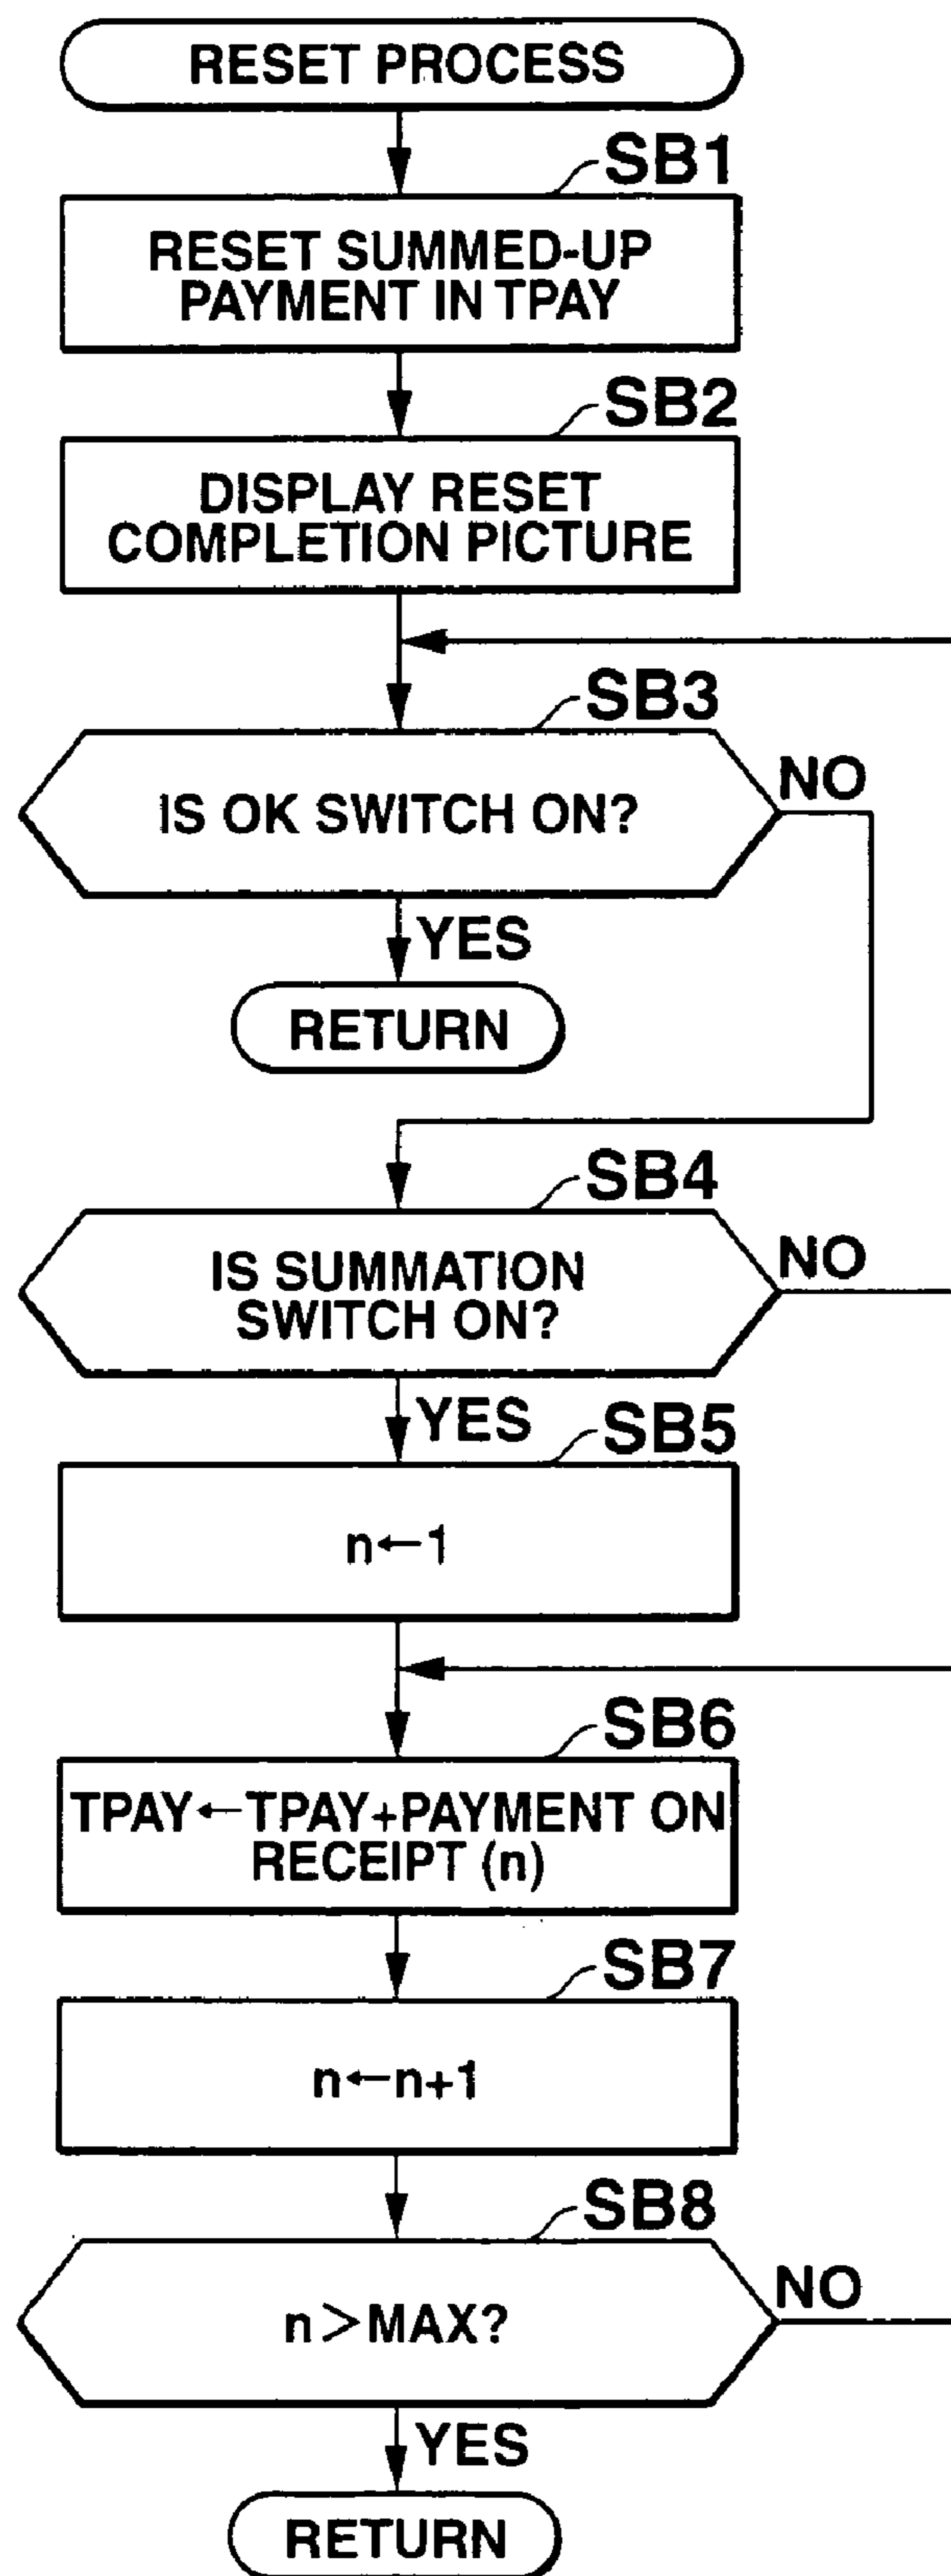 RESET PROCESS
SB1
RESET SUMMED-UP
PAYMENT IN TPAY
SB2
DISPLAY RESET
COMPLETION PICTURE
SB3
IS OK SWITCH ON?
NO
YES
RETURN
SB4
IS SUMMATION
SWITCH ON?
NO
YES
SB5
n←1
SB6
TPAY←TPAY+PAYMENT ON
RECEIPT (n)
SB7
n←n+1
SB8
n>MAX?
NO
YES
RETURN